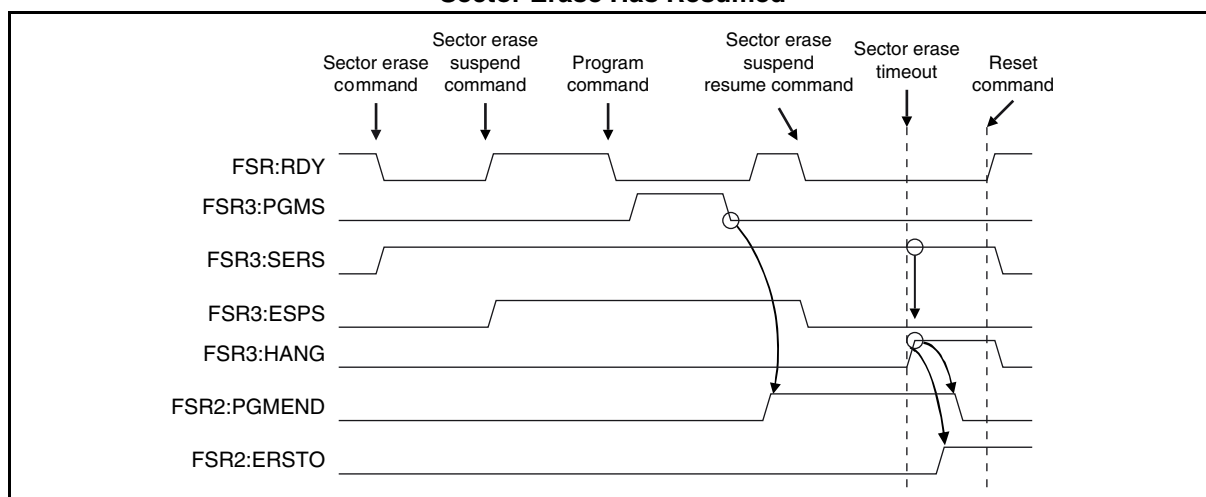 Sector Erase Has Resumed
Sector erase
command
Sector erase
suspend
command
Program
command
Sector erase
suspend
resume command
Sector erase
timeout
Reset
command
FSR:RDY
FSR3:PGMS
FSR3:SERS
FSR3:ESPS
FSR3:HANG
FSR2:PGMEND
FSR2:ERSTO